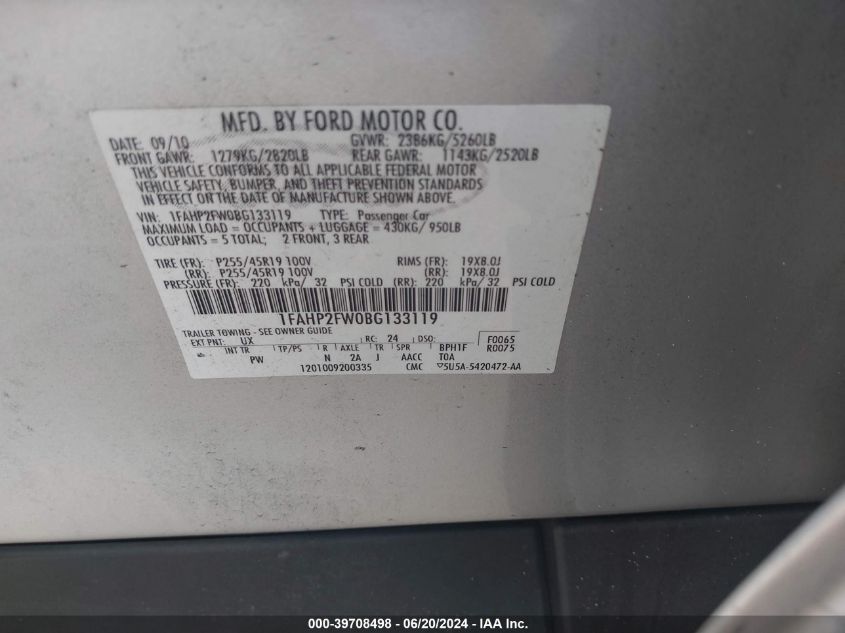 MFD. BY FORD MOTOR CO.
DATE: 09/10 GVWR: 2386KG/5260LB
FRONT GAWR: 1279KG/2820LB REAR GAWR: 1143KG/2520LB
THIS VEHICLE CONFORMS TO ALL APPLICABLE FEDERAL MOTOR
VEHICLE SAFETY, BUMPER, AND THEFT PREVENTION STANDARDS
IN EFFECT ON THE DATE OF MANUFACTURE SHOWN ABOVE.
VIN: 1FAHP2FW0BG133119 TYPE: Passenger Car
MAXIMUM LOAD = OCCUPANTS + LUGGAGE = 430KG/ 950LB
OCCUPANTS = 5 TOTAL; 2 FRONT, 3 REAR
TIRE (FR): P255/45R19 100V RIMS (FR): 19X8.0J
(RR): P255/45R19 100V (RR): 19X8.0J
PRESSURE (FR): 220 kPa/ 32 PSI COLD (RR): 220 kPa/ 32 PSI COLD
1FAHP2FW0BG133119
TRAILER TOWING - SEE OWNER GUIDE
EXT PNT: UX RC: 24 DSO: F0065
INT TR TP/PS R AXLE TR SPR BPH1F R0075
PW N 2A J AACC TOA
1201009200335 CMC ▽5U5A-5420472-AA
000-39708498 - 06/20/2024 - IAA Inc.